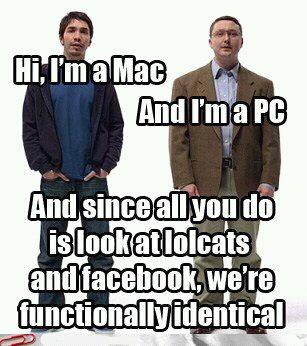 Hi, I'm a Mac
And I'm a PC
And since all you do
is look at lolcats
and facebook, we're
functionally identical